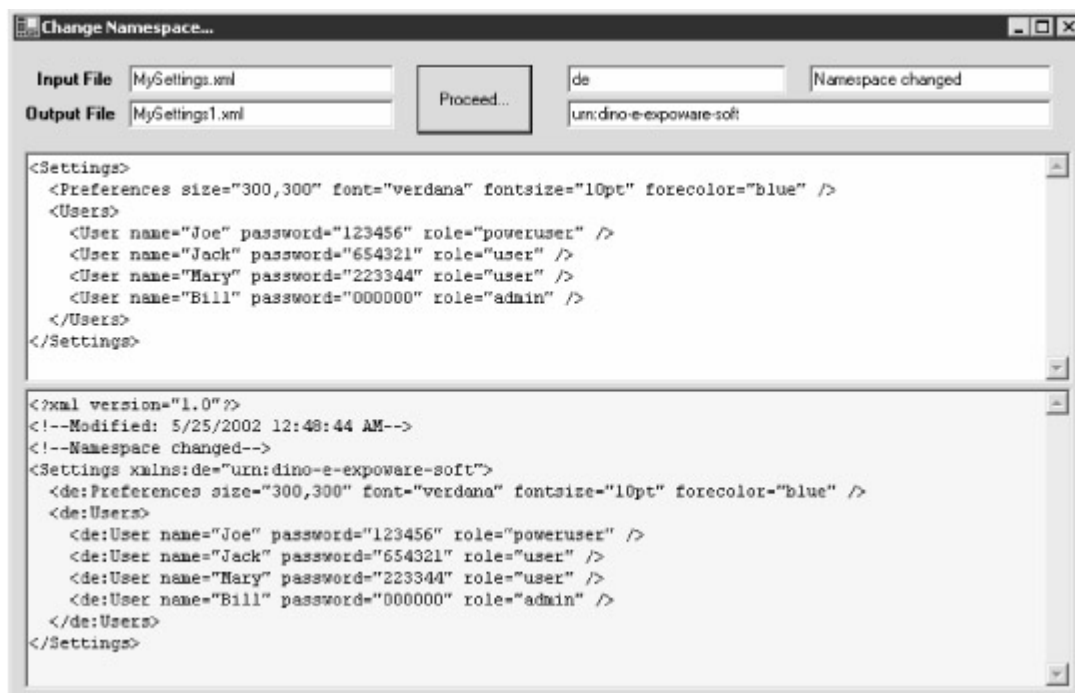 Change Namespace...
Input File MySettings.xml Proceed... de Namespace changed
Output File MySettings1.xml urn:dino-e-expoware-soft
<Settings>
  <Preferences size="300,300" font="verdana" fontsize="10pt" forecolor="blue" />
  <Users>
    <User name="Joe" password="123456" role="poweruser" />
    <User name="Jack" password="654321" role="user" />
    <User name="Mary" password="223344" role="user" />
    <User name="Bill" password="000000" role="admin" />
  </Users>
</Settings>
<?xml version="1.0"?>
<!--Modified: 5/25/2002 12:48:44 AM-->
<!--Namespace changed-->
<Settings xmlns:de="urn:dino-e-expoware-soft">
  <de:Preferences size="300,300" font="verdana" fontsize="10pt" forecolor="blue" />
  <de:Users>
    <de:User name="Joe" password="123456" role="poweruser" />
    <de:User name="Jack" password="654321" role="user" />
    <de:User name="Mary" password="223344" role="user" />
    <de:User name="Bill" password="000000" role="admin" />
  </de:Users>
</Settings>